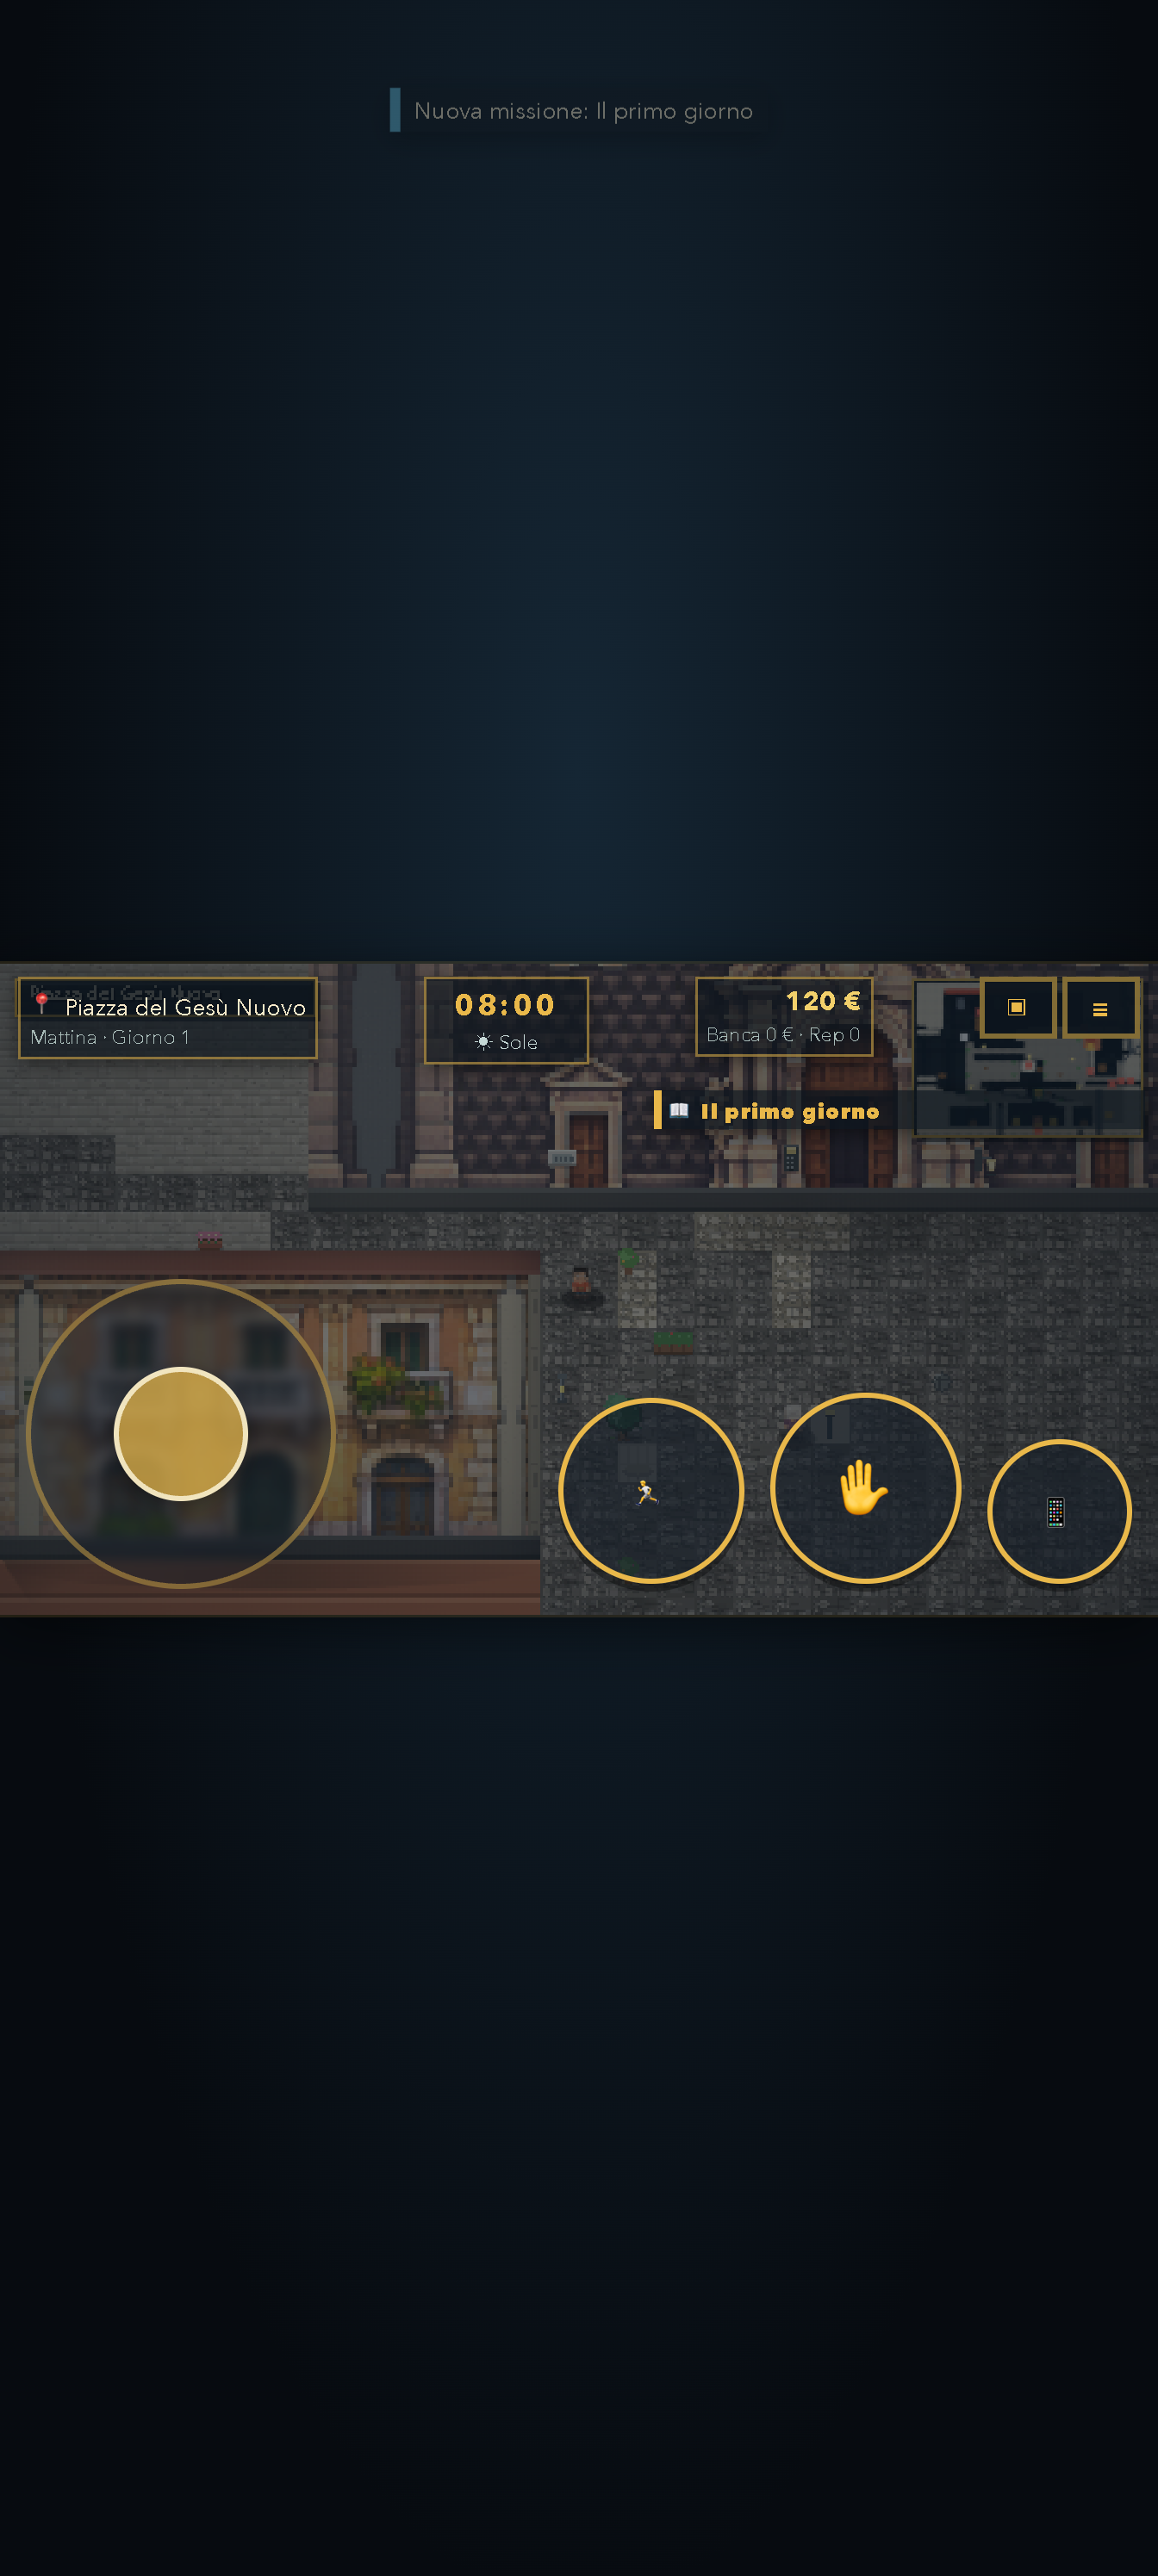 Nuova missione: Il primo giorno
Piazza del Gesù Nuovo
Mattina · Giorno 1
08:00
Sole
120 €
Banca 0 € · Rep 0
Il primo giorno